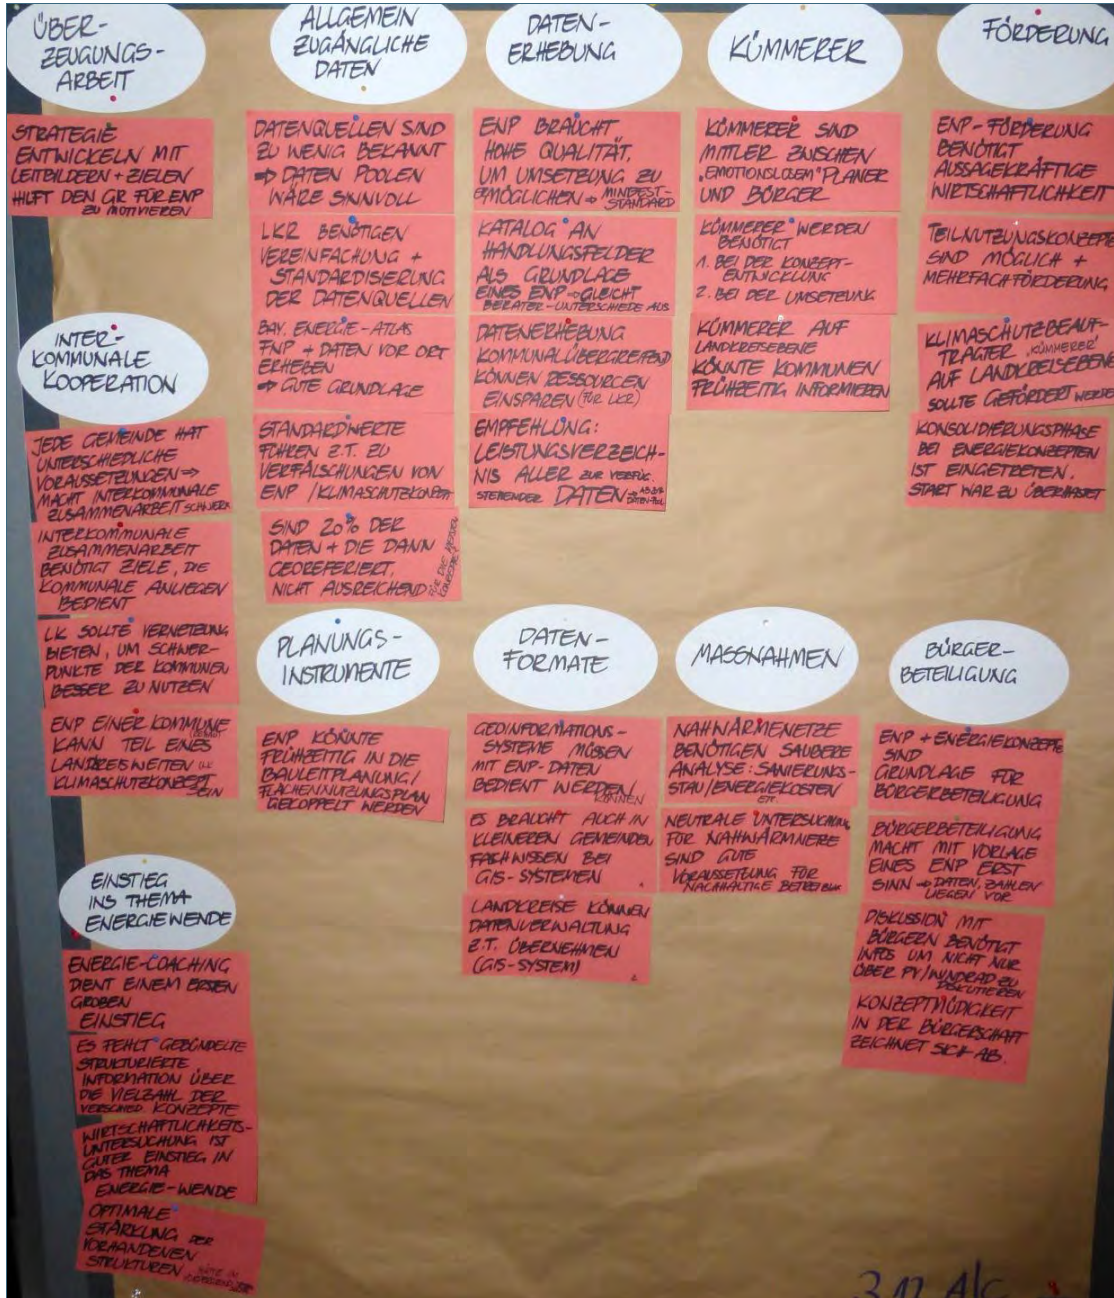 ÜBER-
ZEUGUNGS-
ARBEIT
STRATEGIE
ENTWICKELN MIT
LEITBILDERN + ZIELEN
HILFT DEN GR FÜR ENP
ZU MOTIVIEREN
INTER-
KOMMUNALE
KOOPERATION
JEDE GEMEINDE HAT
UNTERSCHIEDLICHE
VORAUSSETZUNGEN ⇒
MACHT INTERKOMMUNALE
ZUSAMMENARBEIT SCHWER
INTERKOMMUNALE
ZUSAMMENARBEIT
BENÖTIGT ZIELE, DIE
KOMMUNALE ANLIEGEN
BEDIENT
LK SOLLTE VERNETZUNG
BIETEN, UM SCHWER-
PUNKTE DER KOMMUNEN
BESSER ZU NUTZEN
ENP EINER KOMMUNE
KANN TEIL EINES
LANDKREISWEITEN
KLIMASCHUTZKONZEPT
SEIN
EINSTIEG
INS THEMA
ENERGIEWENDE
ENERGIE-COACHING
DIENT EINEM ERSTEN
GROBEN
EINSTIEG
ES FEHLT GEBÜNDELTE
STRUKTURIERTE
INFORMATION ÜBER
DIE VIELZAHL DER
VERSCHIED. KONZEPTE
WIRTSCHAFTLICHKEITS-
UNTERSUCHUNG IST
GUTER EINSTIEG IN
DAS THEMA
ENERGIE-WENDE
OPTIMALE
STÄRKUNG DER
VORHANDENEN
STRUKTUREN
ALLGEMEIN
ZUGÄNGLICHE
DATEN
DATENQUELLEN SIND
ZU WENIG BEKANNT
⇒ DATEN POOLEN
WÄRE SINNVOLL
LKR BENÖTIGEN
VEREINFACHUNG +
STANDARDISIERUNG
DER DATENQUELLEN
BAY. ENERGIE-ATLAS
FNP + DATEN VOR ORT
ERHEBEN
⇒ GUTE GRUNDLAGE
STANDARDWERTE
FÜHREN Z.T. ZU
VERFÄLSCHUNGEN VON
ENP / KLIMASCHUTZKONZEPT
SIND 20% DER
DATEN + DIE DANN
GEOREFERIERT,
NICHT AUSREICHEND
FÜR DIE
KONZEPTE?
PLANUNGS-
INSTRUMENTE
ENP KÖNNTE
FRÜHZEITIG IN DIE
BAULEITPLANUNG/
FLÄCHENNUTZUNGSPLAN
GEKOPPELT WERDEN
DATEN-
ERHEBUNG
ENP BRAUCHT
HOHE QUALITÄT,
UM UMSETZUNG ZU
ERMÖGLICHEN ⇒ MINDEST-
STANDARD
KATALOG AN
HANDLUNGSFELDER
ALS GRUNDLAGE
EINES ENP ⇒ GLEICHT
BERATER-UNTERSCHIEDE AUS
DATENERHEBUNG
KOMMUNALÜBERGREIFEND
KÖNNEN RESSOURCEN
EINSPAREN (FÜR LKR)
EMPFEHLUNG:
LEISTUNGSVERZEICH-
NIS ALLER ZUR VERFÜG.
STEHENDER DATEN
DATEN-POOL
DATEN-
FORMATE
GEOINFORMATIONS-
SYSTEME MÜSSEN
MIT ENP-DATEN
BEDIENT WERDEN
KÖNNEN
ES BRAUCHT AUCH IN
KLEINEREN GEMEINDEN
FACHWISSEN BEI
GIS-SYSTEMEN
LANDKREISE KÖNNEN
DATENVERWALTUNG
Z.T. ÜBERNEHMEN
(GIS-SYSTEM)
KÜMMERER
KÜMMERER SIND
MITTLER ZWISCHEN
"EMOTIONSLOSEM" PLANER
UND BÜRGER
KÜMMERER WERDEN
BENÖTIGT
1. BEI DER KONZEPT-
ENTWICKLUNG
2. BEI DER UMSETZUNG
KÜMMERER AUF
LANDKREISEBENE
KÖNNTE KOMMUNEN
FRÜHZEITIG INFORMIEREN
MASSNAHMEN
NAHWÄRMENETZE
BENÖTIGEN SAUBERE
ANALYSE: SANIERUNGS-
STAU/ENERGIEKOSTEN
ETC.
NEUTRALE UNTERSUCHUNG
FÜR NAHWÄRMNERE
SIND GUTE
VORAUSSETZUNG FÜR
NACHHALTIGE BETREIBUNG
FÖRDERUNG
ENP-FÖRDERUNG
BENÖTIGT
AUSSAGEKRÄFTIGE
WIRTSCHAFTLICHKEIT
TEILNUTZUNGSKONZEPTE
SIND MÖGLICH +
MEHRFACHFÖRDERUNG
KLIMASCHUTZBEAUF-
TRAGTER "KÜMMERER"
AUF LANDKREISEBENE
SOLLTE GEFÖRDERT WERDEN
KONSOLIDIERUNGSPHASE
BEI ENERGIEKONZEPTEN
IST EINGETRETEN.
START WAR ZU ÜBERHASTET
BÜRGER-
BETEILIGUNG
ENP + ENERGIEKONZEPTE
SIND
GRUNDLAGE FÜR
BÜRGERBETEILIGUNG
BÜRGERBETEILIGUNG
MACHT MIT VORLAGE
EINES ENP ERST
SINN ⇒ DATEN, ZAHLEN
LIEGEN VOR
DISKUSSION MIT
BÜRGERN BENÖTIGT
INFOS UM NICHT NUR
ÜBER PV/WINDRAD ZU
DISKUTIEREN
KONZEPTMÜDIGKEIT
IN DER BÜRGERSCHAFT
ZEICHNET SICH AB.